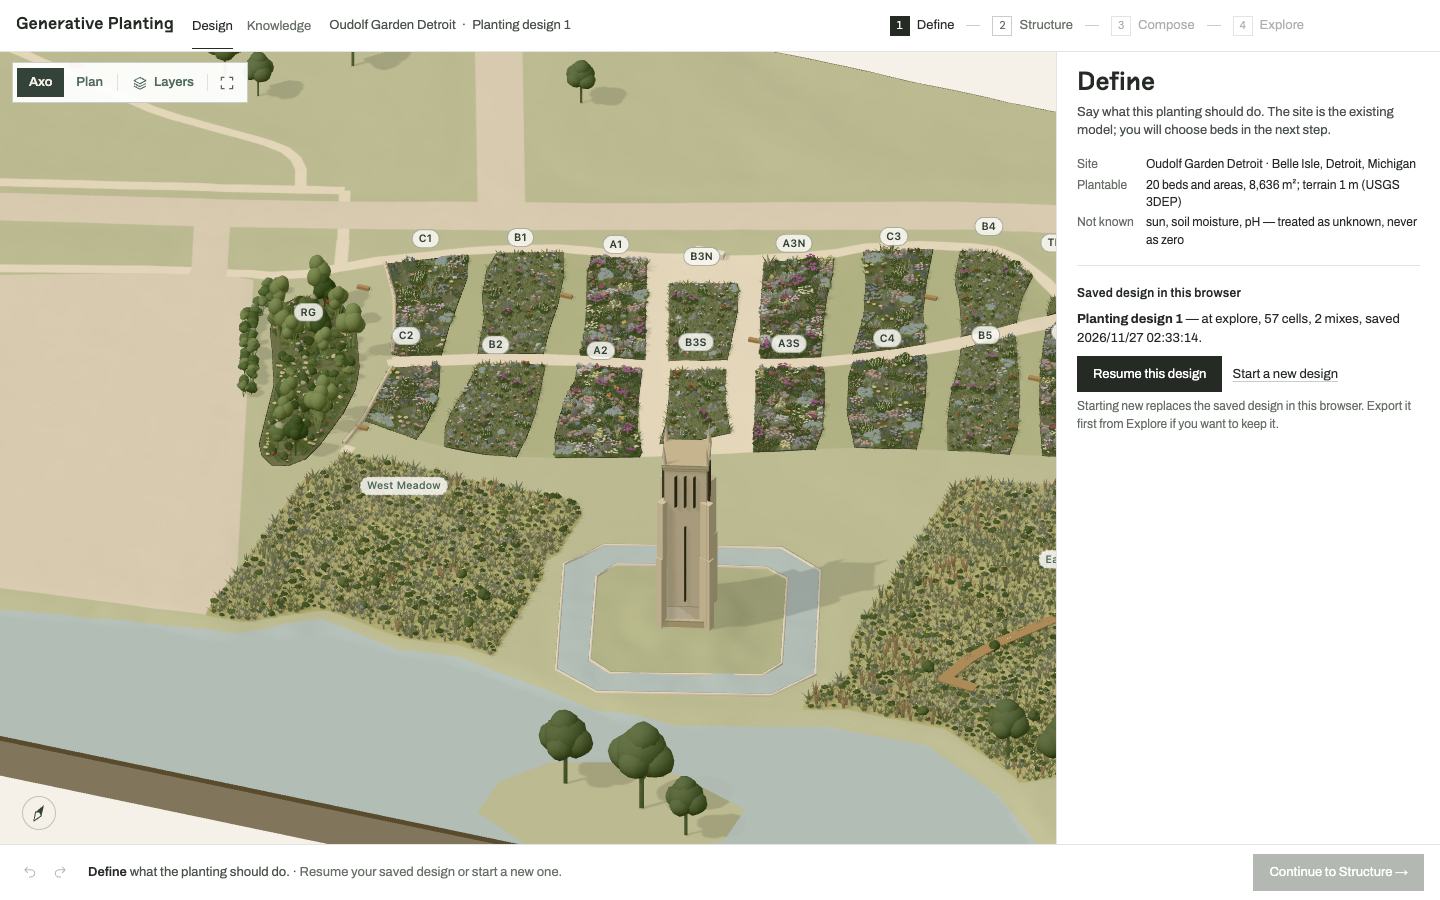 Generative Planting
Design
Knowledge
Oudolf Garden Detroit · Planting design 1
1 Define — 2 Structure — 3 Compose — 4 Explore
Axo
Plan
Layers
C1
B1
A1
B3N
A3N
C3
B4
RG
C2
B2
A2
B3S
A3S
C4
B5
West Meadow
Define
Say what this planting should do. The site is the existing
model; you will choose beds in the next step.
Site Oudolf Garden Detroit · Belle Isle, Detroit, Michigan
Plantable 20 beds and areas, 8,636 m²; terrain 1 m (USGS
3DEP)
Not known sun, soil moisture, pH — treated as unknown, never
as zero
Saved design in this browser
Planting design 1 — at explore, 57 cells, 2 mixes, saved
2026/11/27 02:33:14.
Resume this design
Start a new design
Starting new replaces the saved design in this browser. Export it
first from Explore if you want to keep it.
Define what the planting should do. · Resume your saved design or start a new one.
Continue to Structure →